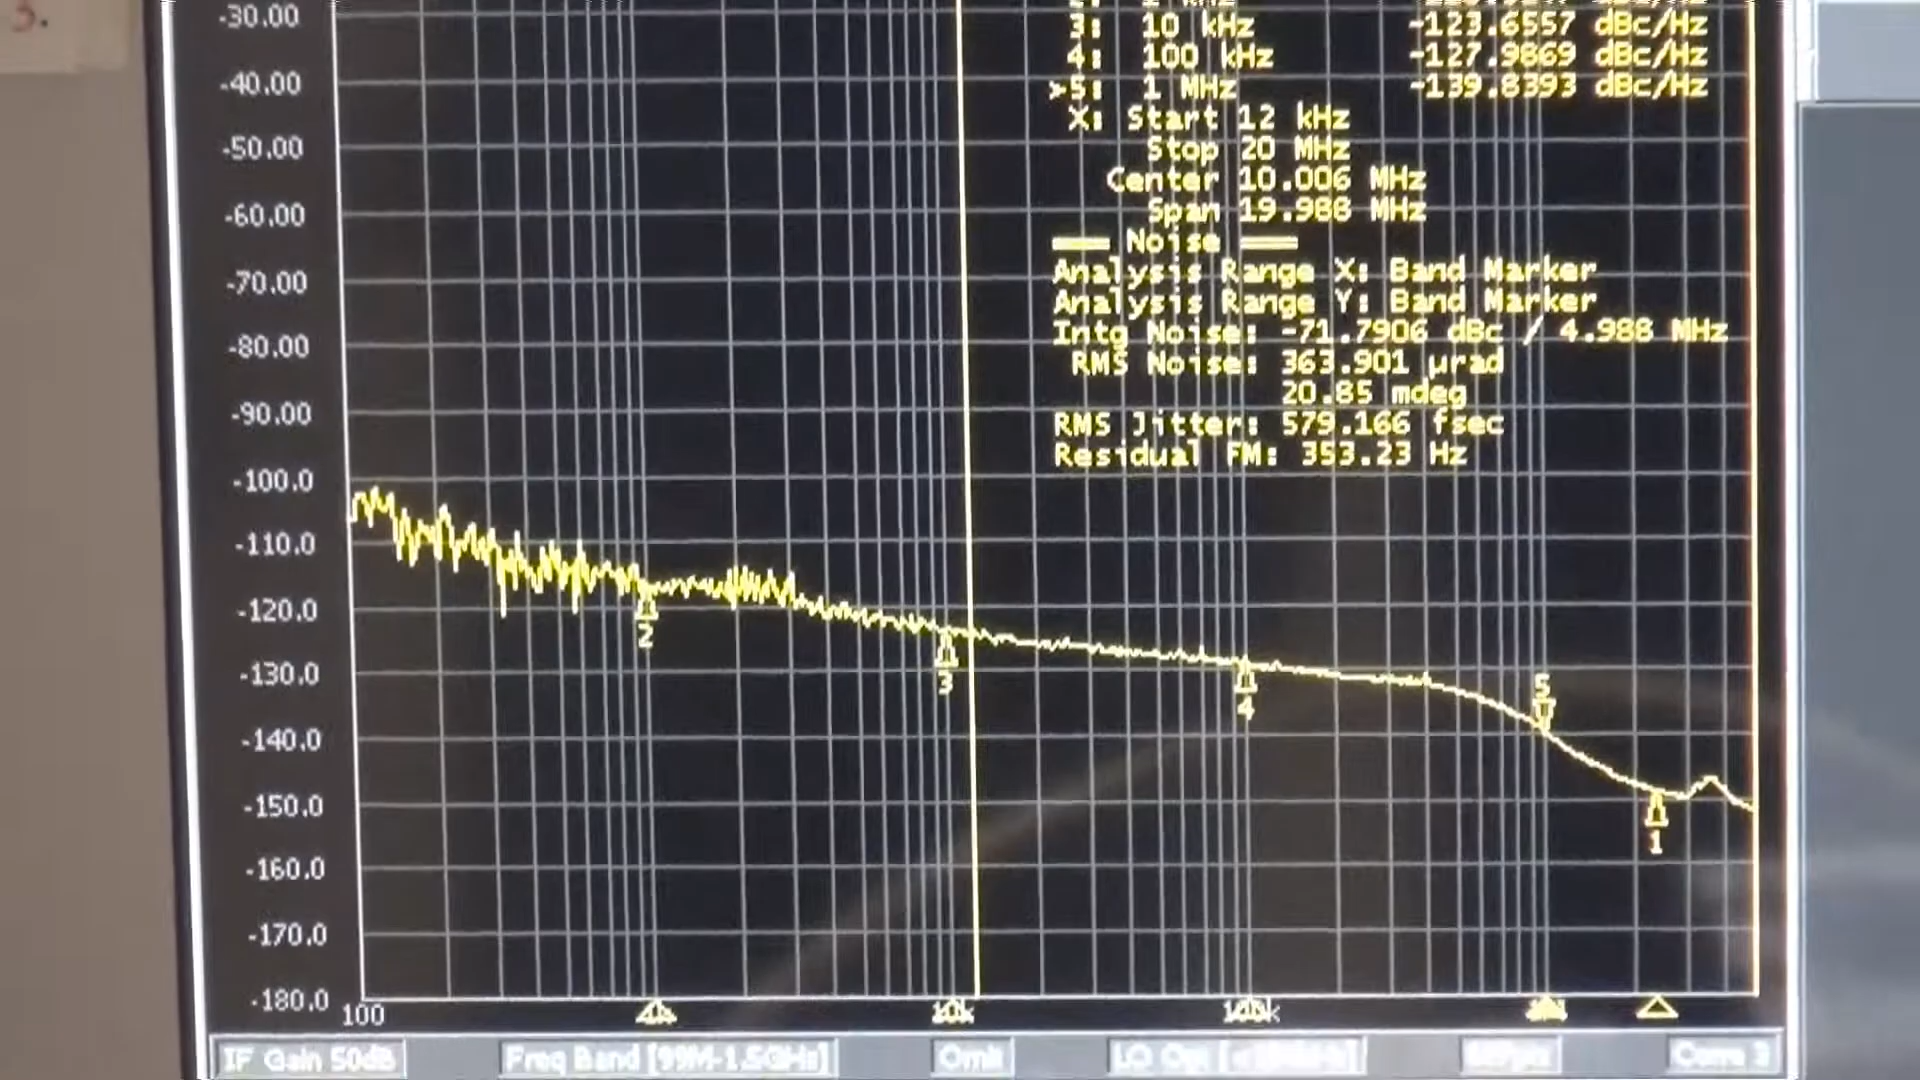 3.
-30.00
-40.00
-50.00
-60.00
-70.00
-80.00
-90.00
-100.0
-110.0
-120.0
-130.0
-140.0
-150.0
-160.0
-170.0
-180.0
3: 10 kHz -123.6557 dBc/Hz
4: 100 kHz -127.9869 dBc/Hz
>5: 1 MHz -139.8393 dBc/Hz
X: Start 12 kHz
Stop 20 MHz
Center 10.006 MHz
Span 19.988 MHz
Noise
Analysis Range X: Band Marker
Analysis Range Y: Band Marker
Intg Noise: -71.7906 dBc / 4.988 MHz
RMS Noise: 363.901 µrad
20.85 mdeg
RMS Jitter: 579.166 fsec
Residual FM: 353.23 Hz
2
3
4
5
1
100
10k
100k
IF Gain 50dB
Freq Band [99M-1.5GHz]